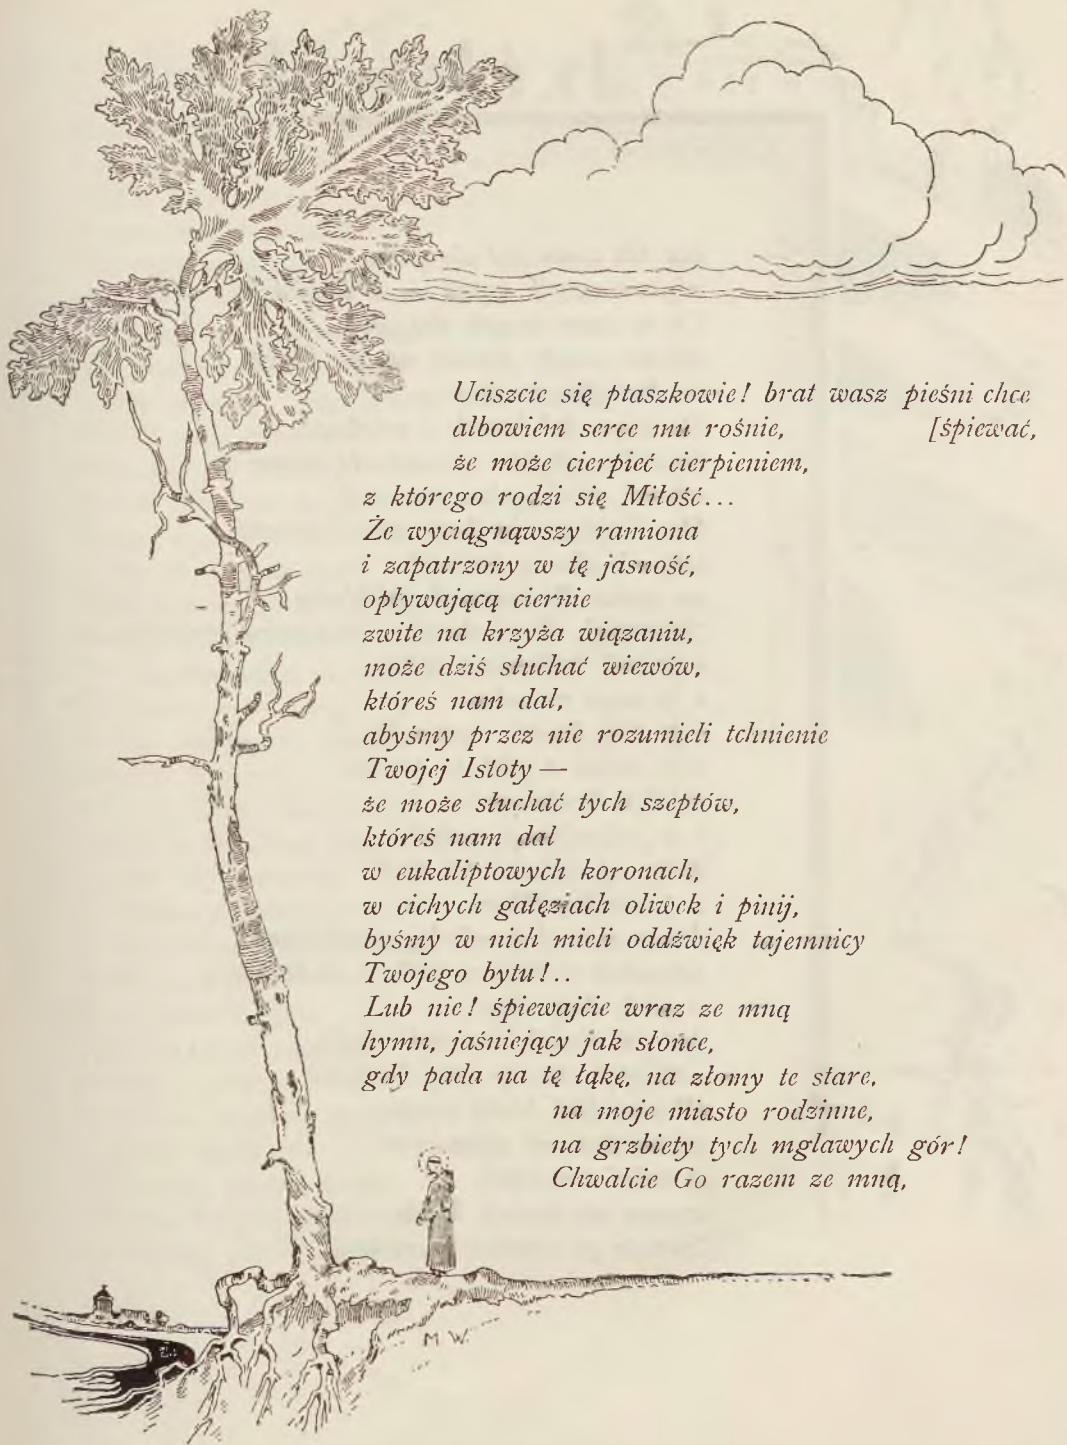 Uciszcie się ptaszkowie! brat wasz pieśni chce
albowiem serce mu rośnie, [śpiewać,
że może cierpieć cierpieniem,
z którego rodzi się Miłość...
Że wyciągnąwszy ramiona
i zapatrzony w tę jasność,
opływającą ciernie
zwite na krzyża wiązaniu,
może dziś słuchać wiewów,
któreś nam dal,
abyśmy przez nie rozumieli tchnienie
Twojej Istoty —
że może słuchać tych szeptów,
któreś nam dal
w eukaliptowych koronach,
w cichych gałęziach oliwek i pinij,
byśmy w nich mieli oddźwięk tajemnicy
Twojego bytu!..
Lub nie! śpiewajcie wraz ze mną
hymn, jaśniejący jak słońce,
gdy pada na tę łąkę, na złomy te stare,
na moje miasto rodzinne,
na grzbiety tych mglawych gór!
Chwalcie Go razem ze mną,
M W.